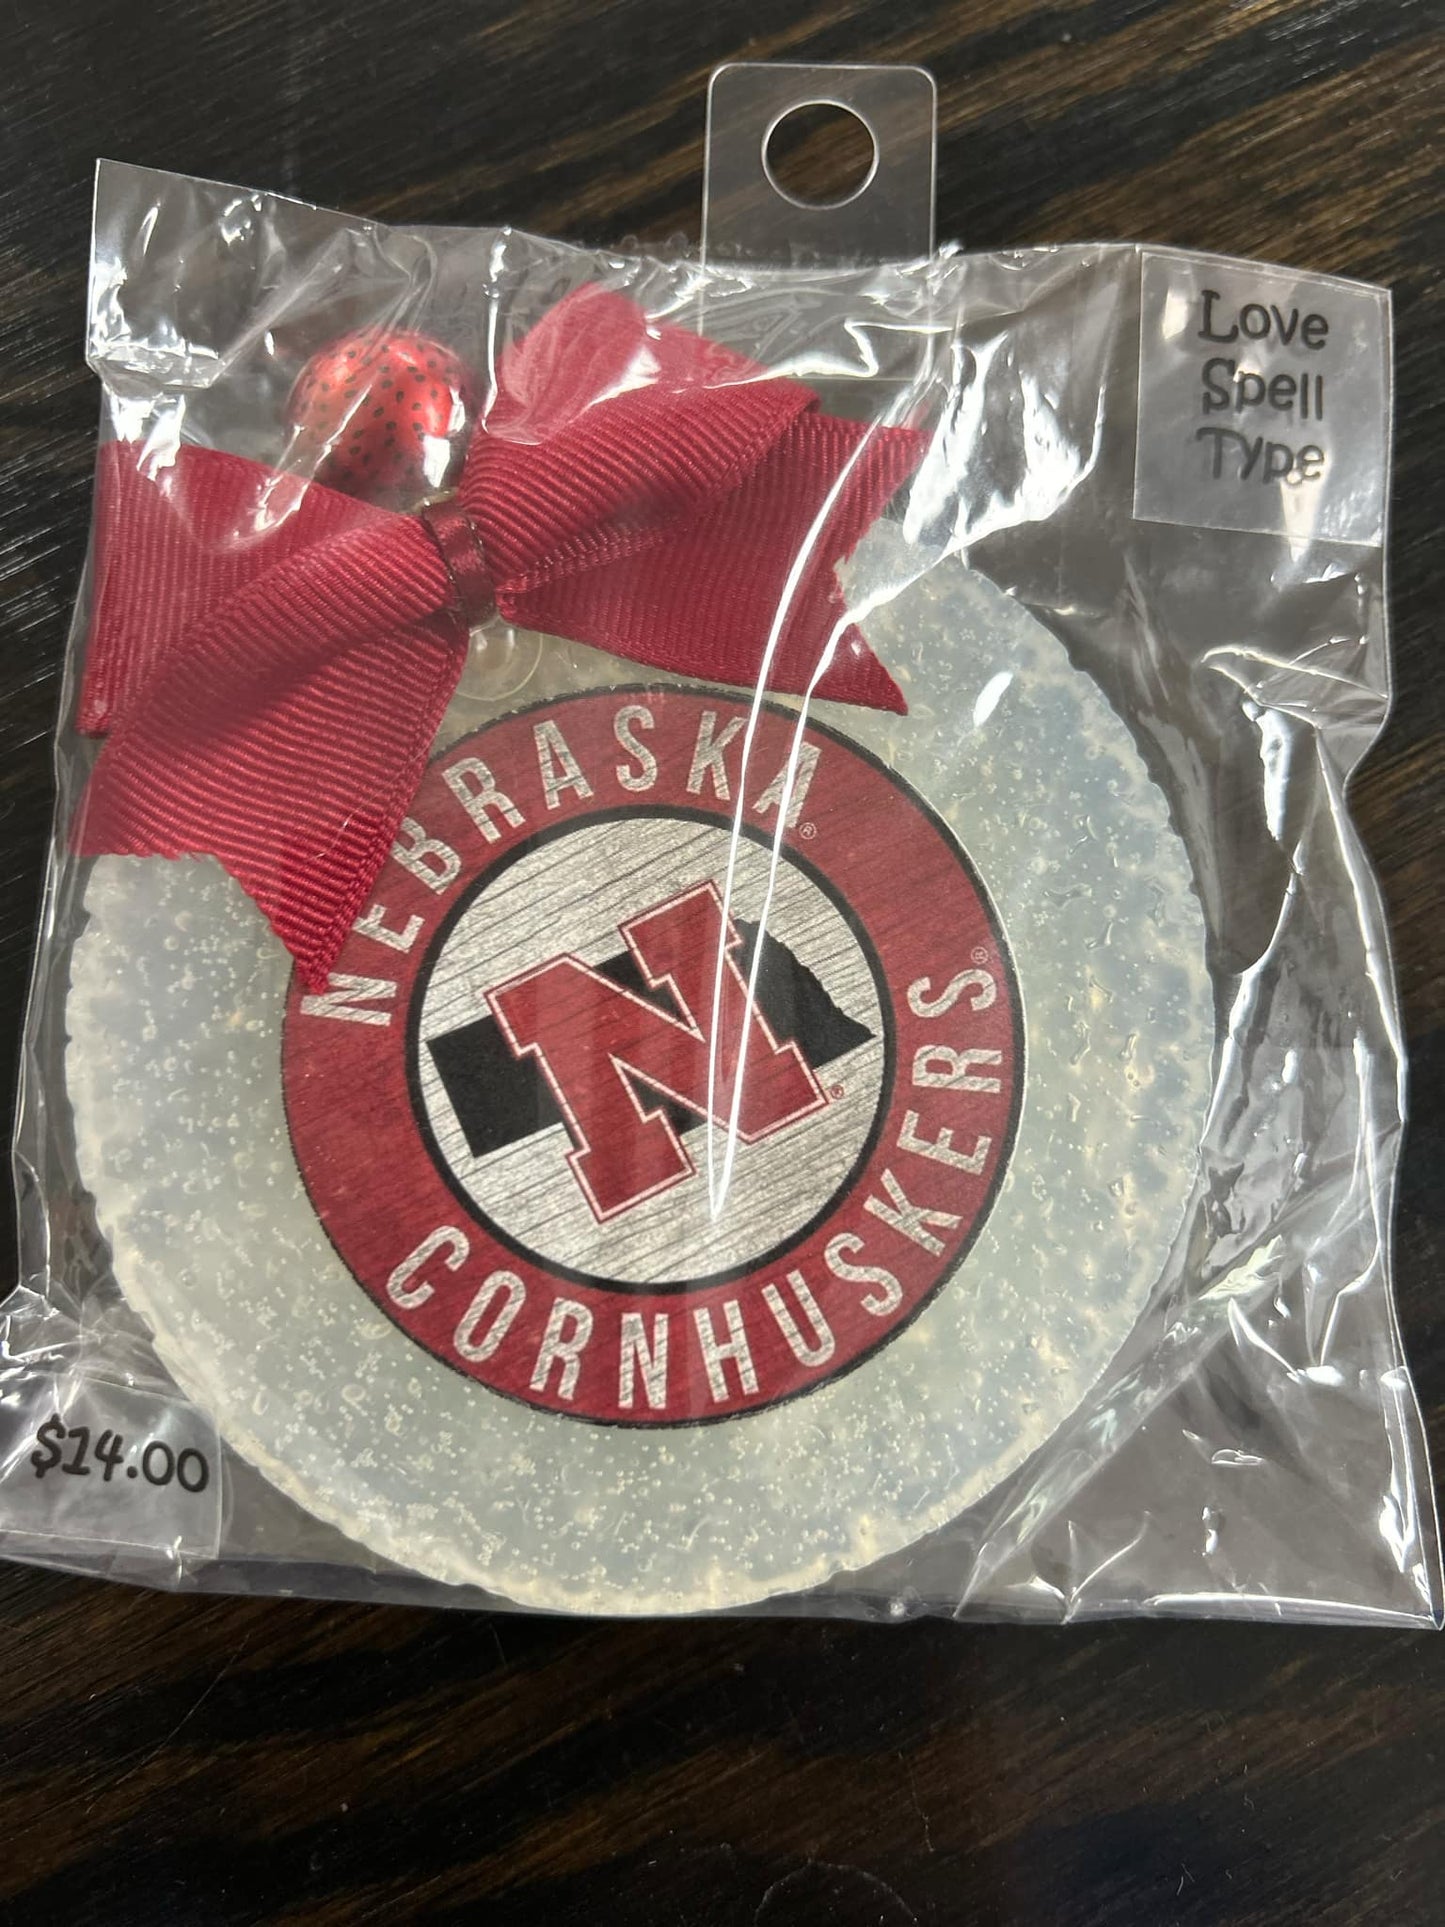 Love
Spell
Type
NEBRASKA®
N®
CORNHUSKERS®
$14.00